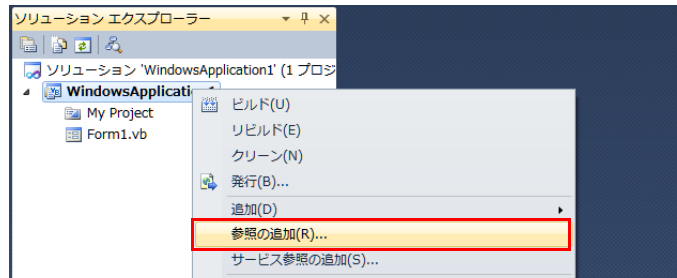 ソリューション エクスプローラー
ソリューション 'WindowsApplication1' (1 プロジ
WindowsApplicati
My Project
Form1.vb
ビルド(U)
リビルド(E)
クリーン(N)
発行(B)...
追加(D)
参照の追加(R)...
サービス参照の追加(S)...